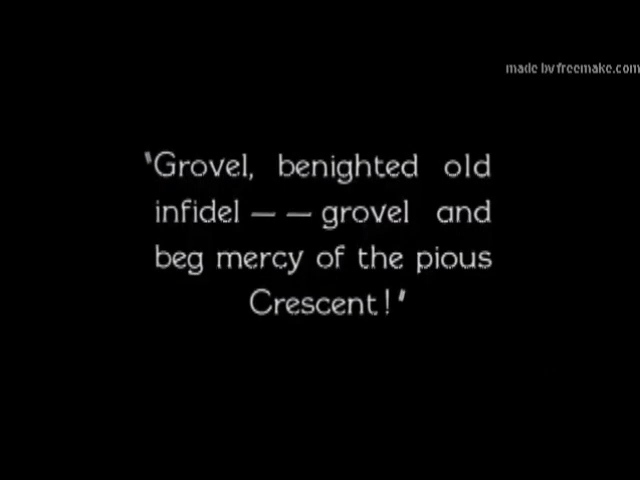 made by freemake.com
"Grovel, benighted old
infidel — — grovel and
beg mercy of the pious
Crescent!"